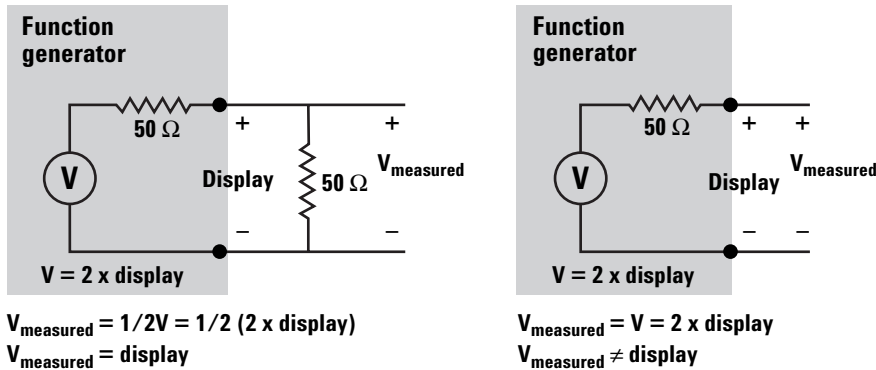 Function
generator
50 Ω
+
+
V
Display
50 Ω
Vmeasured
−
−
V = 2 x display
Vmeasured = 1/2V = 1/2 (2 x display)
Vmeasured = display
Function
generator
50 Ω
+
+
V
Display
Vmeasured
−
−
V = 2 x display
Vmeasured = V = 2 x display
Vmeasured ≠ display